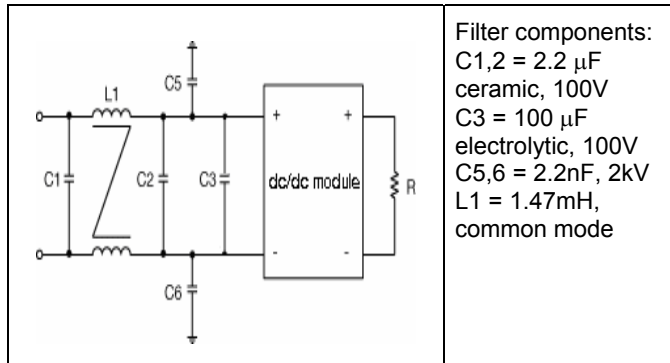 L1
C5
C1
C2
C3
C6
+
+
-
-
dc/dc module
R
Filter components:
C1,2 = 2.2 μF
ceramic, 100V
C3 = 100 μF
electrolytic, 100V
C5,6 = 2.2nF, 2kV
L1 = 1.47mH,
common mode